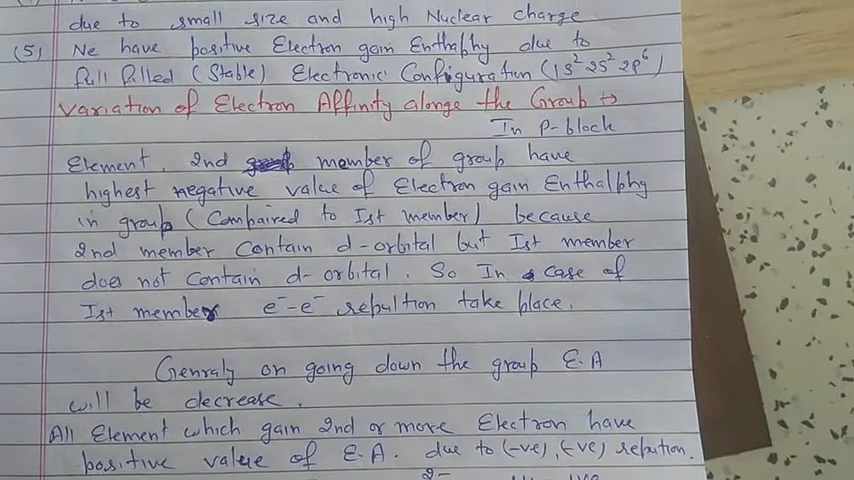 due to small size and high Nuclear charge
(5) Ne have positive Electron gain Enthalphy due to
full filled (Stable) Electronic Configuration (1s² 2s² 2p⁶)
Variation of Electron Affinity alonge the Group →
In P-block
Element, 2nd member of group have
highest negative value of Electron gain Enthalphy
in group (Compaired to Ist member) because
2nd member Contain d-orbital but Ist member
does not Contain d-orbital. So In case of
Ist member e⁻-e⁻ repultion take place.
Genraly on going down the group E.A
will be decrease.
All Element which gain 2nd or more Electron have
positive value of E.A. due to (-ve), (-ve) repution.
2-